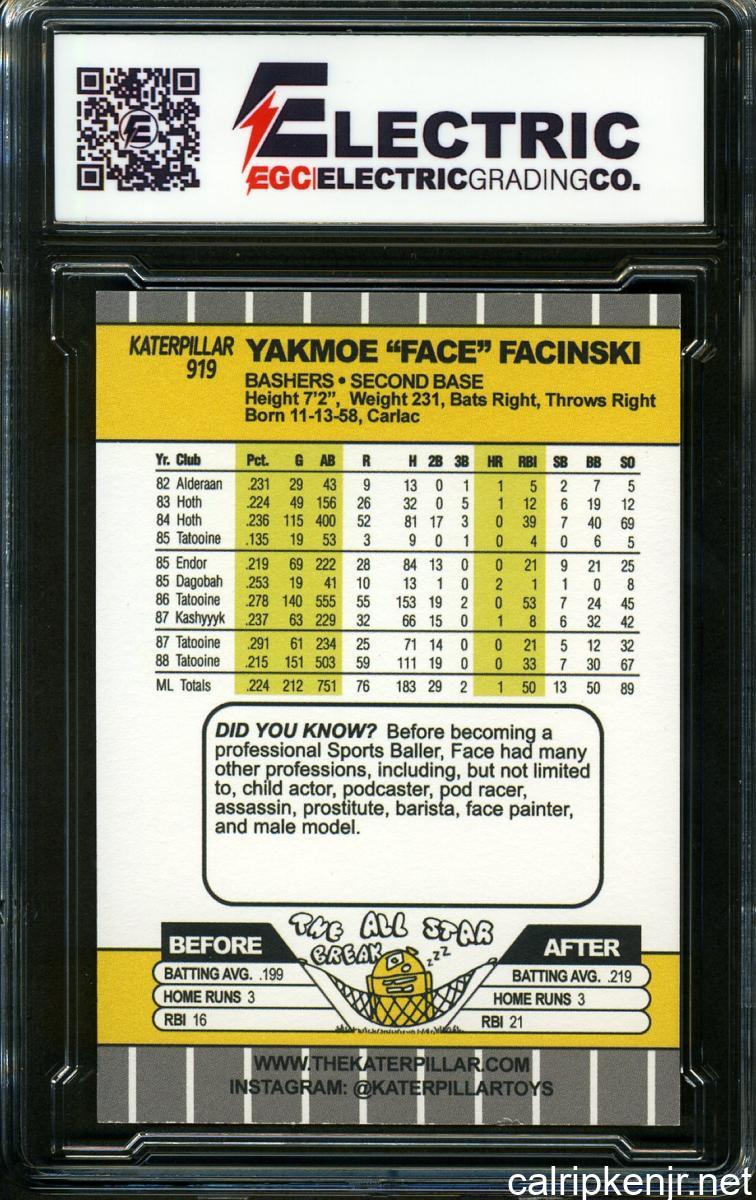 ELECTRIC
EGC|ELECTRICGRADINGCO.
KATERPILLAR
919
YAKMOE “FACE” FACINSKI
BASHERS • SECOND BASE
Height 7’2”, Weight 231, Bats Right, Throws Right
Born 11-13-58, Carlac
Yr. Club Pct. G AB R H 2B 3B HR RBI SB BB SO
82 Alderaan .231 29 43 9 13 0 1 1 5 2 7 5
83 Hoth .224 49 156 26 32 0 5 1 12 6 19 12
84 Hoth .236 115 400 52 81 17 3 0 39 7 40 69
85 Tatooine .135 19 53 3 9 0 1 0 4 0 6 5
85 Endor .219 69 222 28 84 13 0 0 21 9 21 25
85 Dagobah .253 19 41 10 13 1 0 2 1 1 0 8
86 Tatooine .278 140 555 55 153 19 2 0 53 7 24 45
87 Kashyyyk .237 63 229 32 66 15 0 1 8 6 32 42
87 Tatooine .291 61 234 25 71 14 0 0 21 5 12 32
88 Tatooine .215 151 503 59 111 19 0 0 33 7 30 67
ML Totals .224 212 751 76 183 29 2 1 50 13 50 89
DID YOU KNOW? Before becoming a
professional Sports Baller, Face had many
other professions, including, but not limited
to, child actor, podcaster, pod racer,
assassin, prostitute, barista, face painter,
and male model.
THE ALL STAR
BREAK
zzz
BEFORE
BATTING AVG. .199
HOME RUNS 3
RBI 16
AFTER
BATTING AVG. .219
HOME RUNS 3
RBI 21
WWW.THEKATERPILLAR.COM
INSTAGRAM: @KATERPILLARTOYS
calripkenjr.net